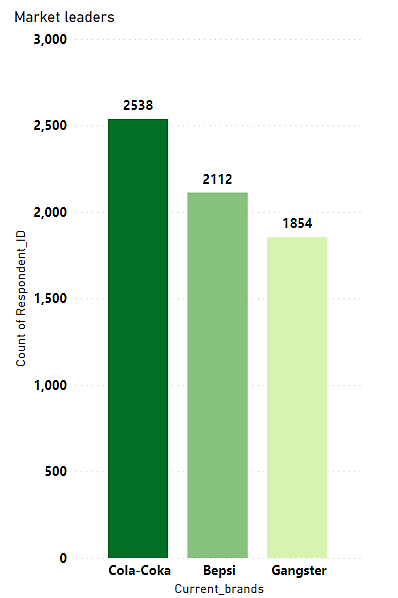 Market leaders
3,000
2538
2,500
2112
2,000
1854
1,500
1,000
500
0
Count of Respondent_ID
Cola-Coka Bepsi Gangster
Current_brands